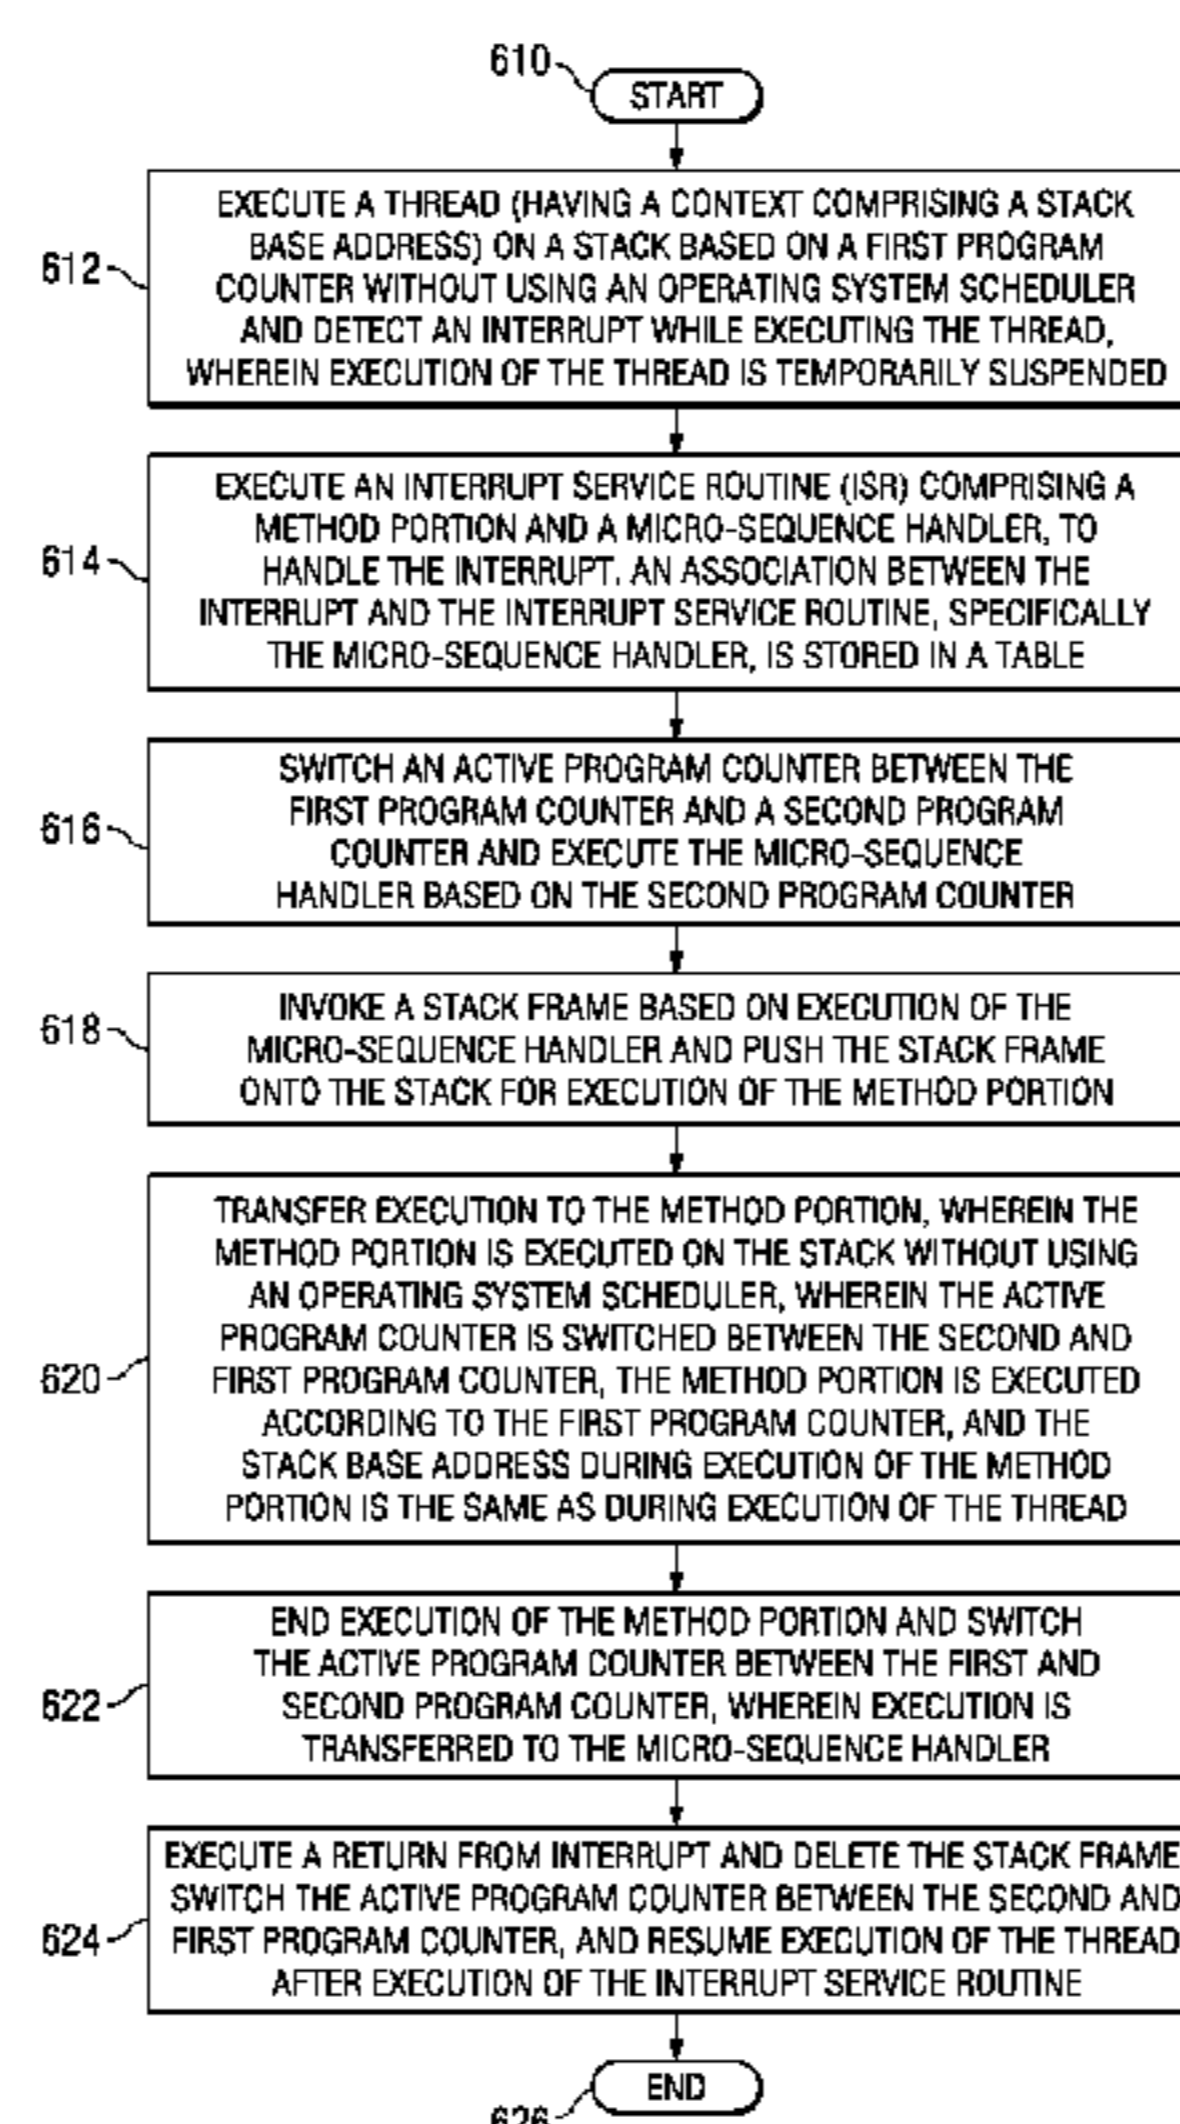 610
START
EXECUTE A THREAD (HAVING A CONTEXT COMPRISING A STACK
BASE ADDRESS) ON A STACK BASED ON A FIRST PROGRAM
612
COUNTER WITHOUT USING AN OPERATING SYSTEM SCHEDULER
AND DETECT AN INTERRUPT WHILE EXECUTING THE THREAD,
WHEREIN EXECUTION OF THE THREAD IS TEMPORARILY SUSPENDED
EXECUTE AN INTERRUPT SERVICE ROUTINE (ISR) COMPRISING A
METHOD PORTION AND A MICRO-SEQUENCE HANDLER, TO
614
HANDLE THE INTERRUPT. AN ASSOCIATION BETWEEN THE
INTERRUPT AND THE INTERRUPT SERVICE ROUTINE, SPECIFICALLY
THE MICRO-SEQUENCE HANDLER, IS STORED IN A TABLE
SWITCH AN ACTIVE PROGRAM COUNTER BETWEEN THE
FIRST PROGRAM COUNTER AND A SECOND PROGRAM
616
COUNTER AND EXECUTE THE MICRO-SEQUENCE
HANDLER BASED ON THE SECOND PROGRAM COUNTER
INVOKE A STACK FRAME BASED ON EXECUTION OF THE
618
MICRO-SEQUENCE HANDLER AND PUSH THE STACK FRAME
ONTO THE STACK FOR EXECUTION OF THE METHOD PORTION
TRANSFER EXECUTION TO THE METHOD PORTION, WHEREIN THE
METHOD PORTION IS EXECUTED ON THE STACK WITHOUT USING
AN OPERATING SYSTEM SCHEDULER, WHEREIN THE ACTIVE
PROGRAM COUNTER IS SWITCHED BETWEEN THE SECOND AND
620
FIRST PROGRAM COUNTER, THE METHOD PORTION IS EXECUTED
ACCORDING TO THE FIRST PROGRAM COUNTER, AND THE
STACK BASE ADDRESS DURING EXECUTION OF THE METHOD
PORTION IS THE SAME AS DURING EXECUTION OF THE THREAD
END EXECUTION OF THE METHOD PORTION AND SWITCH
THE ACTIVE PROGRAM COUNTER BETWEEN THE FIRST AND
622
SECOND PROGRAM COUNTER, WHEREIN EXECUTION IS
TRANSFERRED TO THE MICRO-SEQUENCE HANDLER
EXECUTE A RETURN FROM INTERRUPT AND DELETE THE STACK FRAME
SWITCH THE ACTIVE PROGRAM COUNTER BETWEEN THE SECOND AND
624
FIRST PROGRAM COUNTER, AND RESUME EXECUTION OF THE THREAD
AFTER EXECUTION OF THE INTERRUPT SERVICE ROUTINE
END
626